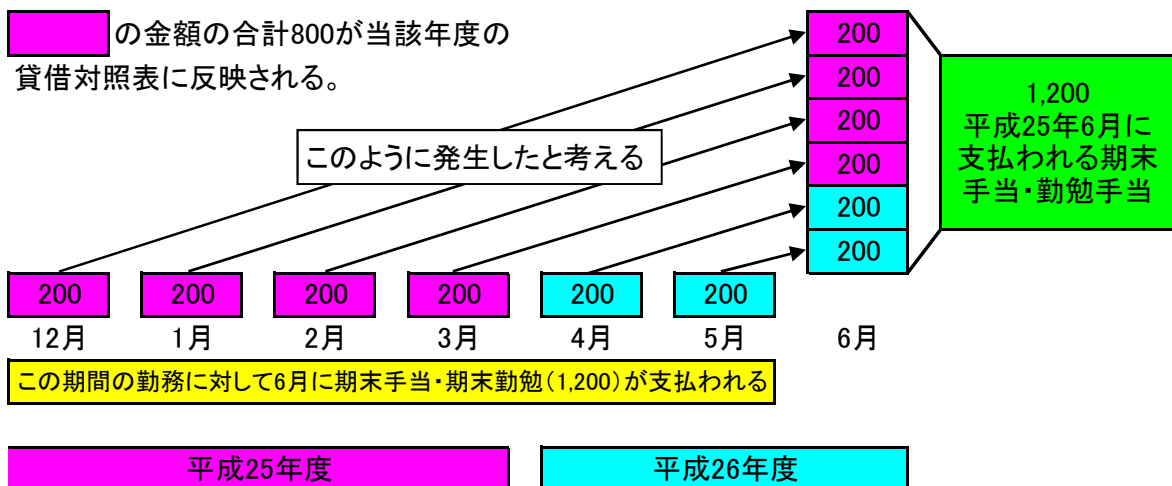 の金額の合計800が当該年度の
貸借対照表に反映される。
このように発生したと考える
200
200
200
200
200
200
1,200
平成25年6月に
支払われる期末
手当・勤勉手当
200
200
200
200
200
200
12月
1月
2月
3月
4月
5月
6月
この期間の勤務に対して6月に期末手当・期末勤勉（1,200）が支払われる
平成25年度
平成26年度